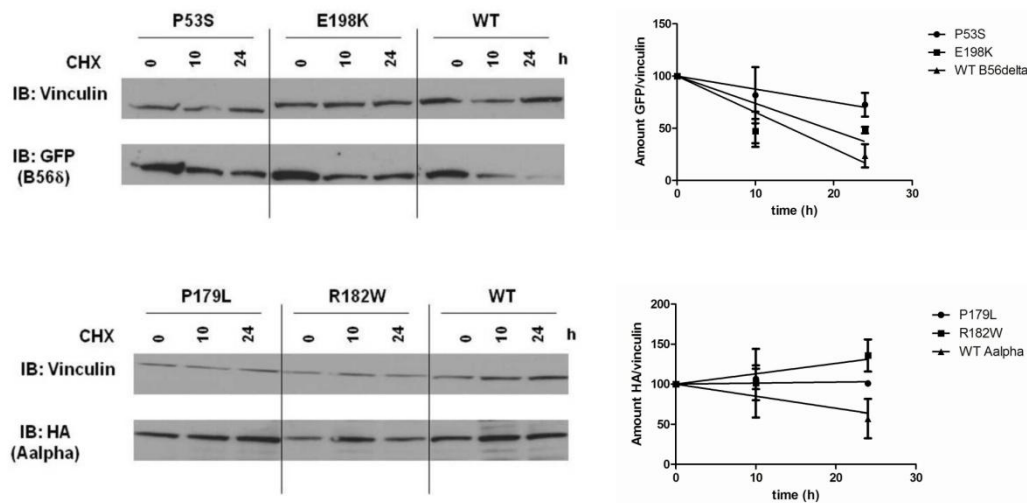 P53S E198K WT
CHX 0 10 24 0 10 24 0 10 24 h
IB: Vinculin
IB: GFP
(B56δ)
Amount GFP/vinculin
150
100
50
0
0 10 20 30
time (h)
P53S
E198K
WT B56delta
P179L R182W WT
CHX 0 10 24 0 10 24 0 10 24 h
IB: Vinculin
IB: HA
(Aalpha)
Amount HA/vinculin
200
150
100
50
0
0 10 20 30
time (h)
P179L
R182W
WT Aalpha